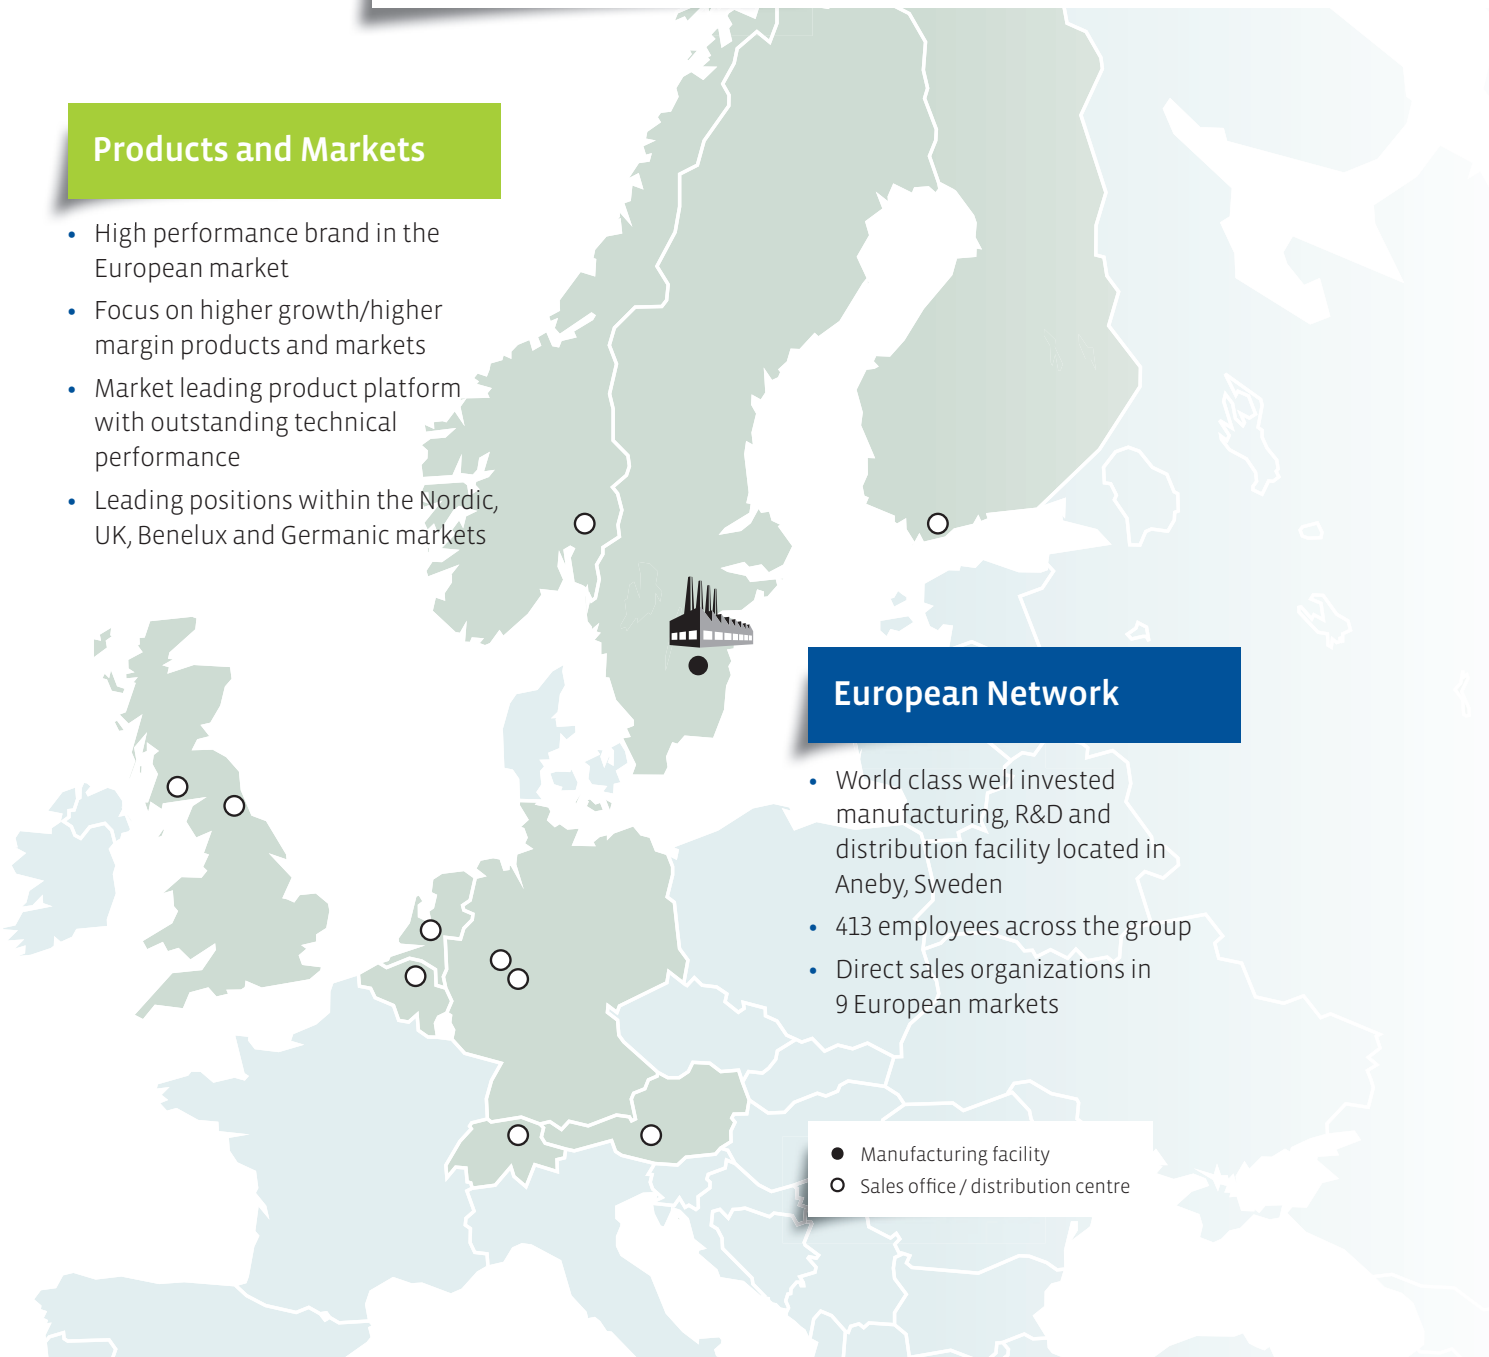 Products and Markets
• High performance brand in the
European market
• Focus on higher growth/higher
margin products and markets
• Market leading product platform
with outstanding technical
performance
• Leading positions within the Nordic,
UK, Benelux and Germanic markets
European Network
• World class well invested
manufacturing, R&D and
distribution facility located in
Aneby, Sweden
• 413 employees across the group
• Direct sales organizations in
9 European markets
Manufacturing facility
Sales office / distribution centre